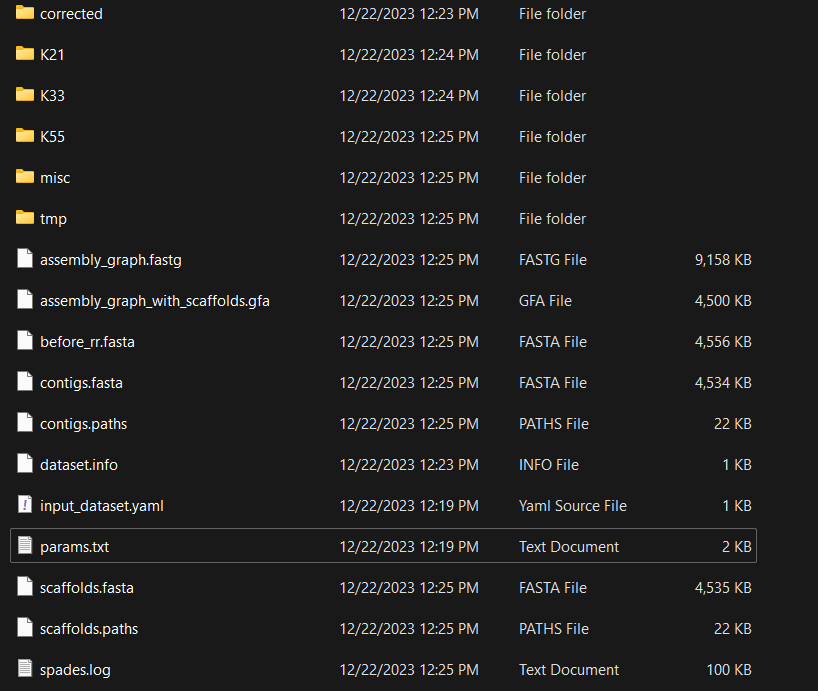 corrected 12/22/2023 12:23 PM File folder
K21 12/22/2023 12:24 PM File folder
K33 12/22/2023 12:24 PM File folder
K55 12/22/2023 12:25 PM File folder
misc 12/22/2023 12:25 PM File folder
tmp 12/22/2023 12:25 PM File folder
assembly_graph.fastg 12/22/2023 12:25 PM FASTG File 9,158 KB
assembly_graph_with_scaffolds.gfa 12/22/2023 12:25 PM GFA File 4,500 KB
before_rr.fasta 12/22/2023 12:25 PM FASTA File 4,556 KB
contigs.fasta 12/22/2023 12:25 PM FASTA File 4,534 KB
contigs.paths 12/22/2023 12:25 PM PATHS File 22 KB
dataset.info 12/22/2023 12:23 PM INFO File 1 KB
input_dataset.yaml 12/22/2023 12:19 PM Yaml Source File 1 KB
params.txt 12/22/2023 12:19 PM Text Document 2 KB
scaffolds.fasta 12/22/2023 12:25 PM FASTA File 4,535 KB
scaffolds.paths 12/22/2023 12:25 PM PATHS File 22 KB
spades.log 12/22/2023 12:25 PM Text Document 100 KB